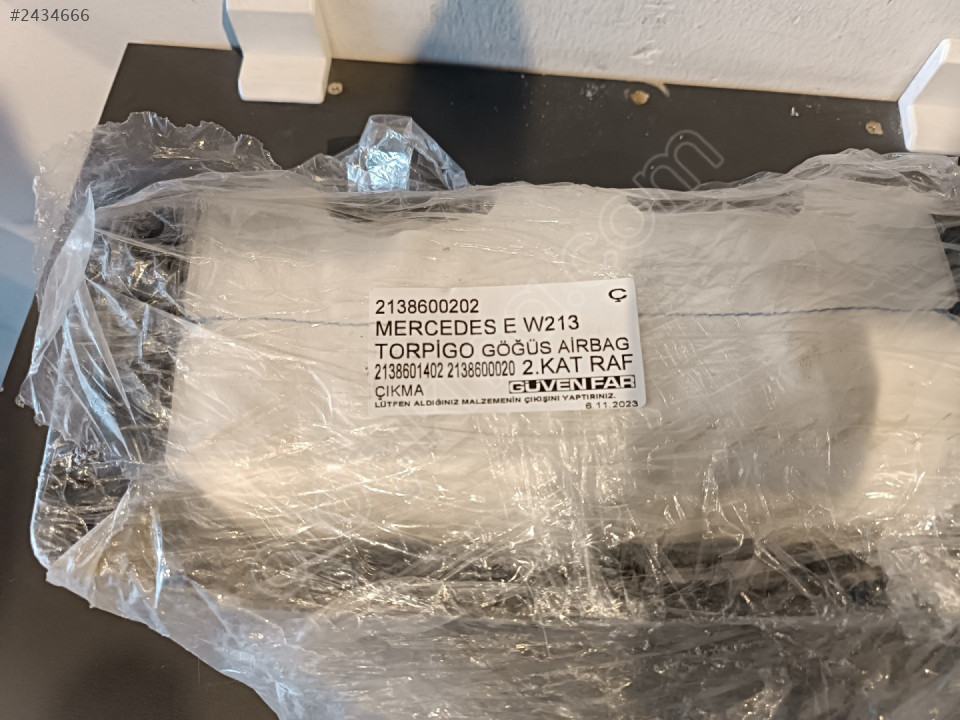 #2434666
2138600202 Ç
MERCEDES E W213
TORPİGO GÖĞÜS AİRBAG
2138601402 2138600020 2.KAT RAF
ÇIKMA GÜVEN FAR
LÜTFEN ALDIĞINIZ MALZEMENİN ÇIKIŞINI YAPTIRINIZ.
6.11.2023